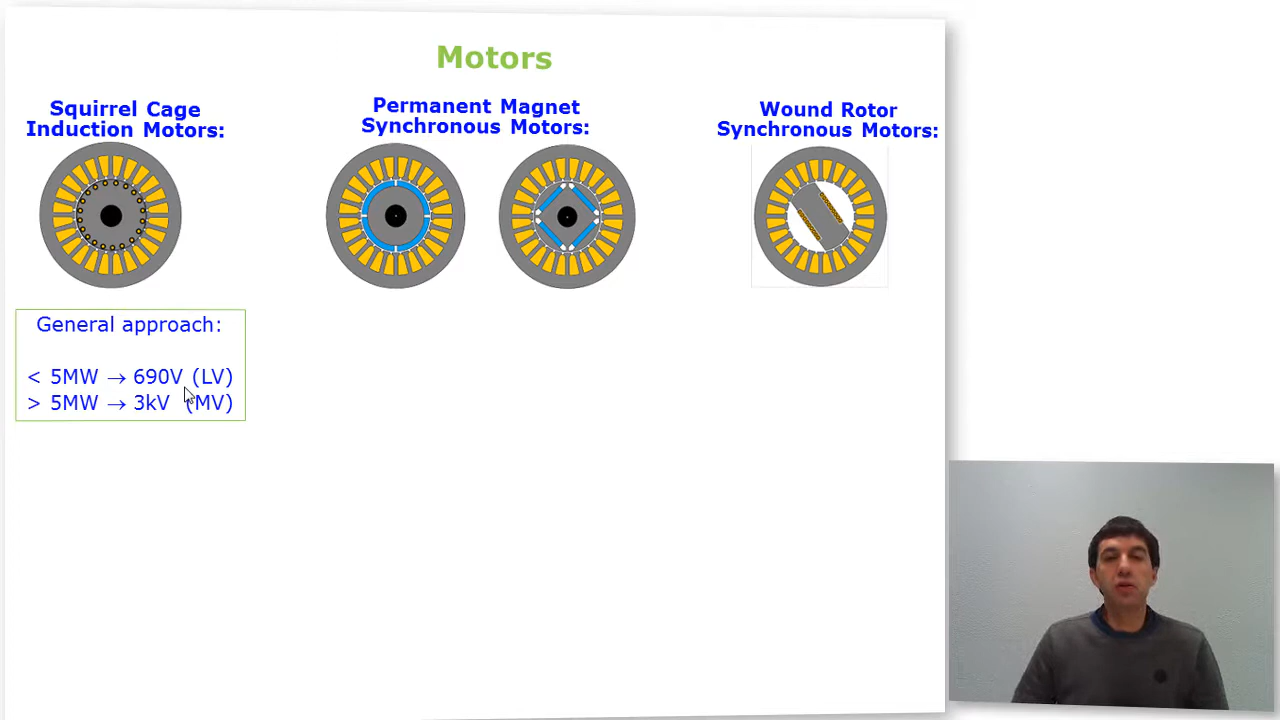 Motors
Squirrel Cage
Induction Motors:
Permanent Magnet
Synchronous Motors:
Wound Rotor
Synchronous Motors:
General approach:
< 5MW → 690V (LV)
> 5MW → 3kV (MV)